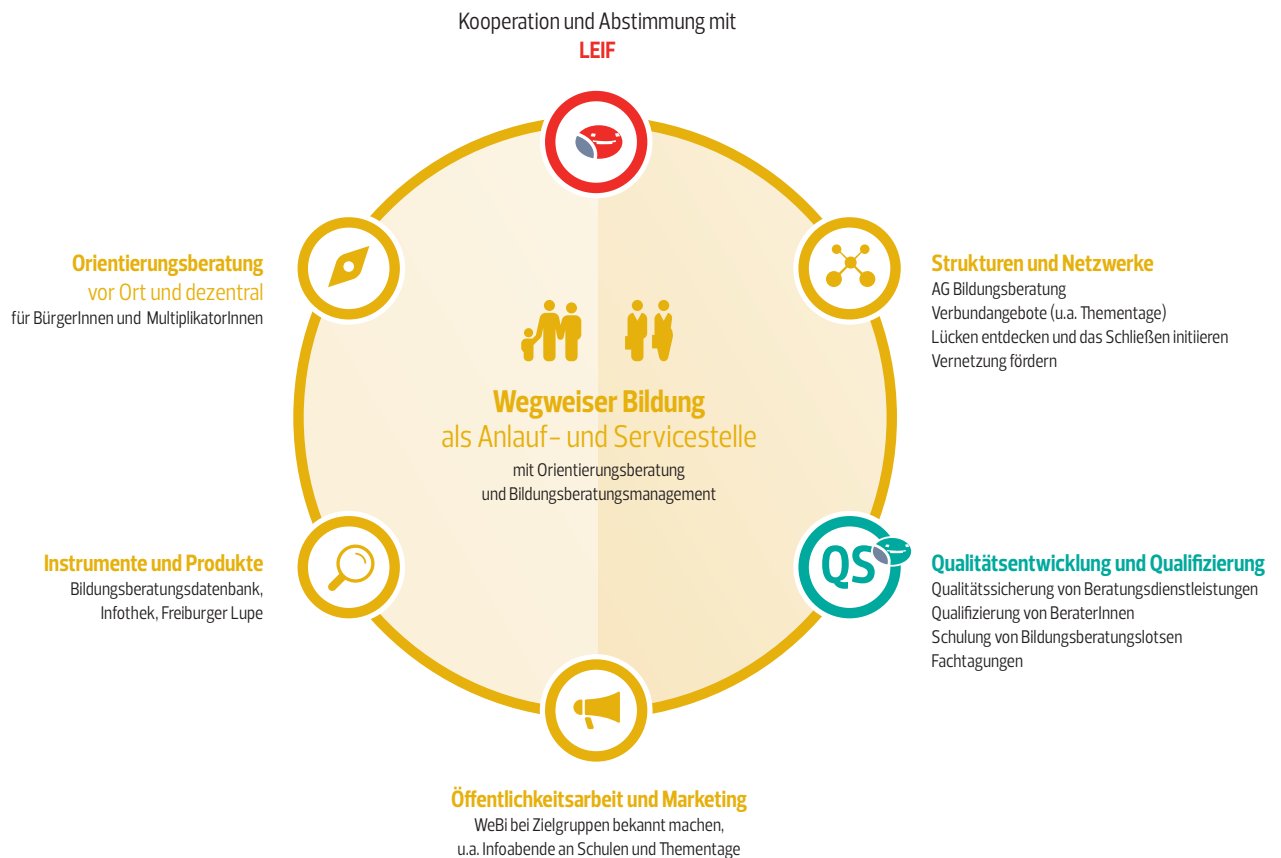 Kooperation und Abstimmung mit
LEIF
Orientierungsberatung
vor Ort und dezentral
für BürgerInnen und MultiplikatorInnen
Strukturen und Netzwerke
AG Bildungsberatung
Verbundangebote (u.a. Thementage)
Lücken entdecken und das Schließen initiieren
Vernetzung fördern
Wegweiser Bildung
als Anlauf- und Servicestelle
mit Orientierungsberatung
und Bildungsberatungsmanagement
Instrumente und Produkte
Bildungsberatungsdatenbank,
Infothek, Freiburger Lupe
QS
Qualitätsentwicklung und Qualifizierung
Qualitätssicherung von Beratungsdienstleistungen
Qualifizierung von BeraterInnen
Schulung von Bildungsberatungslotsen
Fachtagungen
Öffentlichkeitsarbeit und Marketing
WeBi bei Zielgruppen bekannt machen,
u.a. Infoabende an Schulen und Thementage